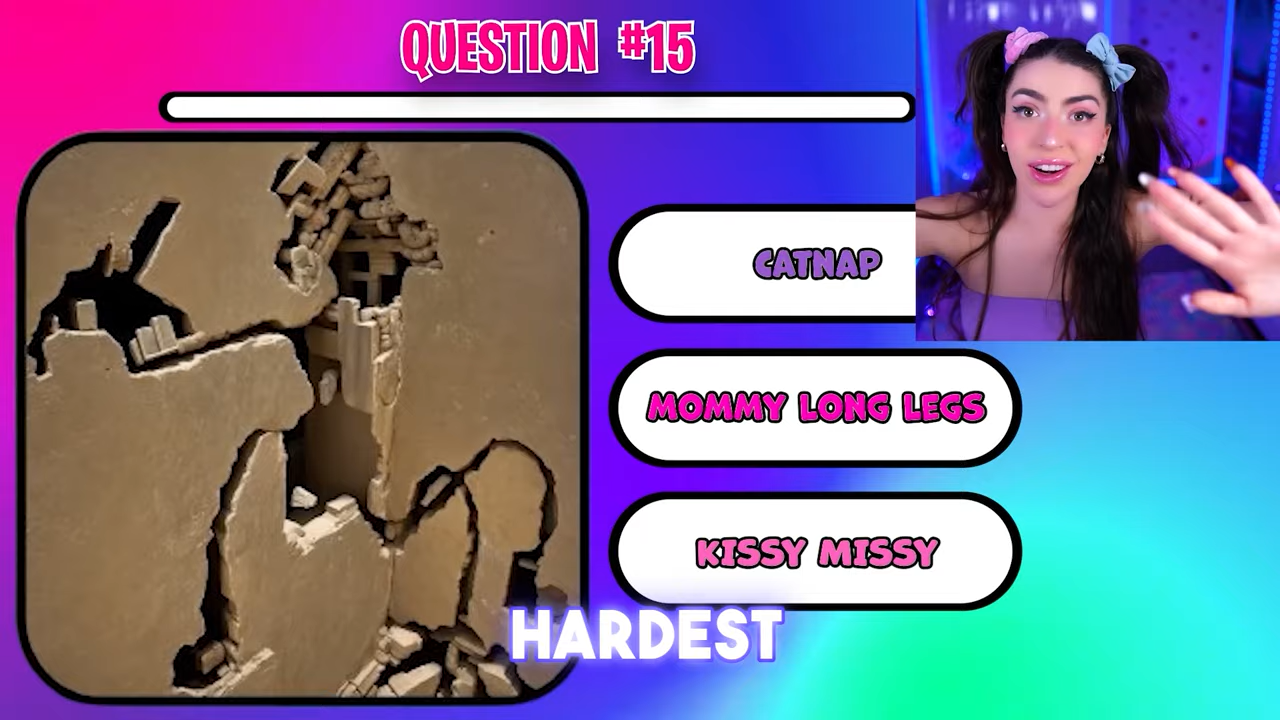 QUESTION #15
CATNAP
MOMMY LONG LEGS
KISSY MISSY
HARDEST